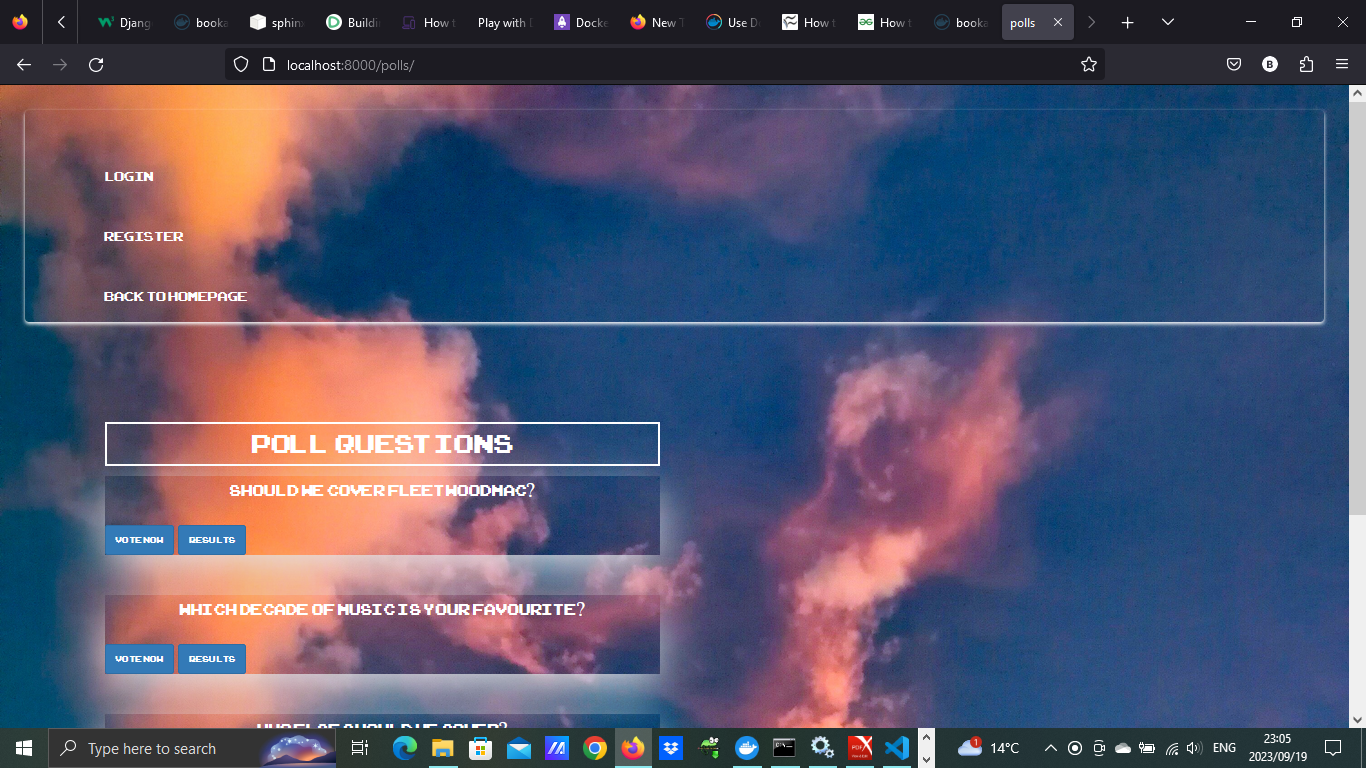 Djang
booka
sphinx
Buildin
How t
Play with D
Docke
New T
Use D
How t
How t
booka
polls
localhost:8000/polls/
LOGIN
REGISTER
BACK TO HOMEPAGE
POLL QUESTIONS
SHOULD WE COVER FLEETWOODMAC?
VOTE NOW RESULTS
WHICH DECADE OF MUSIC IS YOUR FAVOURITE?
VOTE NOW RESULTS
Type here to search
1
14°C
ENG
23:05
2023/09/19